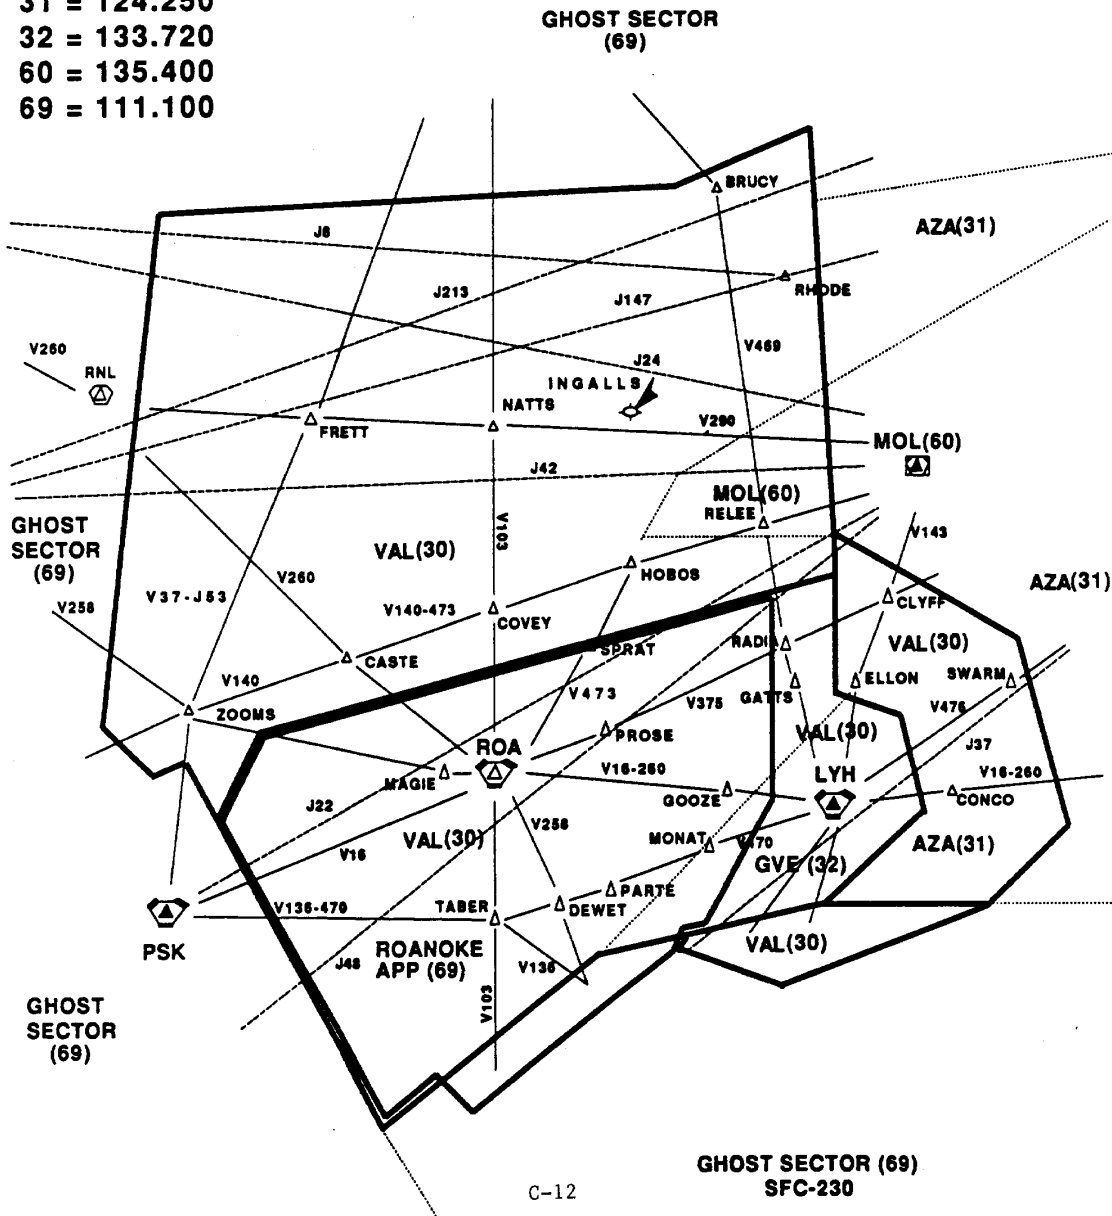 31 = 124.250
32 = 133.720
60 = 135.400
69 = 111.100
GHOST SECTOR
(69)
BRUCY
AZA(31)
J6
J213
J147
RHODE
V469
V260
RNL
J24
INGALLS
NATTS
FRETT
V290
MOL(60)
J42
MOL(60)
RELEE
GHOST
SECTOR
(69)
V103
V143
VAL(30)
V260
HOBOS
AZA(31)
V258
V37-J53
V140-473
COVEY
CLYFF
CASTE
SPRAT
RADI
VAL(30)
V140
ZOOMS
V473
V375
GATTS
ELLON
SWARM
V476
PROSE
VAL(30)
J37
ROA
MAGIE
V16-260
LYH
V16-260
GOOZE
CONCO
J22
V258
VAL(30)
MONAT
V470
AZA(31)
V16
GVE (32)
PARTE
V136-470
TABER
DEWET
PSK
ROANOKE
APP (69)
VAL(30)
J48
V136
V103
GHOST
SECTOR
(69)
GHOST SECTOR (69)
SFC-230
C-12